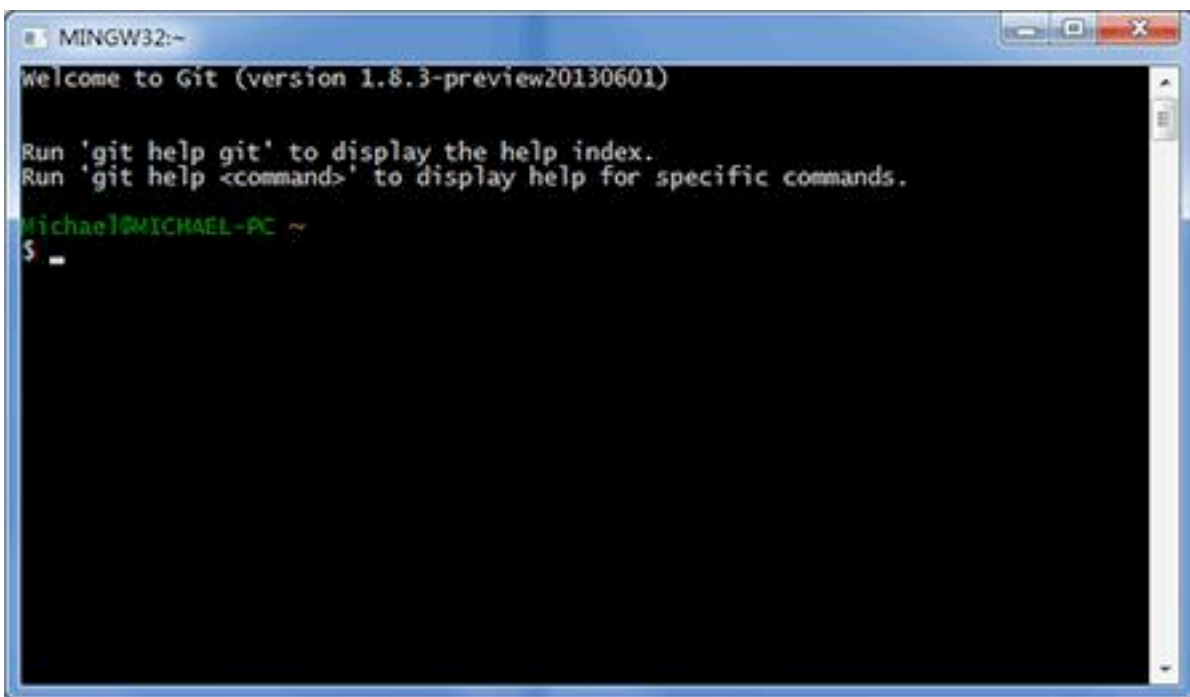 MINGW32:~
Welcome to Git (version 1.8.3-preview20130601)
Run 'git help git' to display the help index.
Run 'git help <command>' to display help for specific commands.
Michael@MICHAEL-PC ~
$